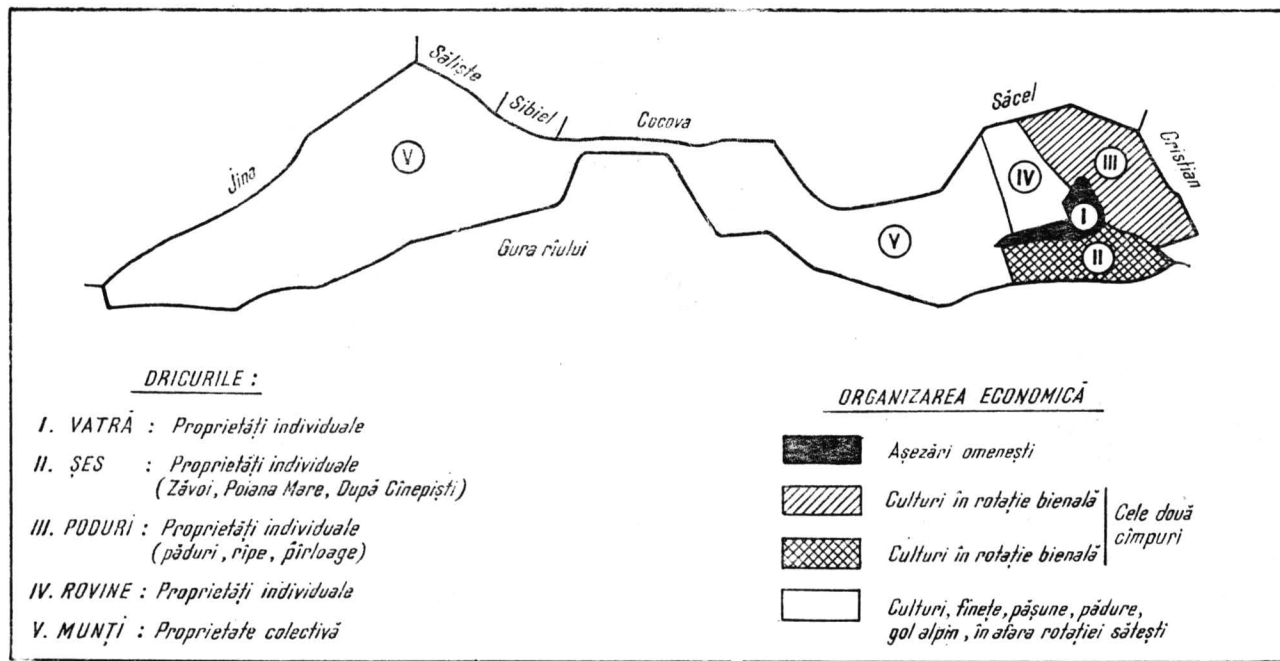 Săliște
Sibiel
Cocova
Săcel
Cristian
Jina
Gura rîului
V
V
IV
III
I
II
DRICURILE :
I. VATRĂ : Proprietăți individuale
II. ȘES : Proprietăți individuale
(Zăvoi, Poiana Mare, După Cînepiști)
III. PODURI : Proprietăți individuale
(păduri, rîpe, pîrloage)
IV. ROVINE : Proprietăți individuale
V. MUNȚI : Proprietate colectivă
ORGANIZAREA ECONOMICĂ
Așezări omenești
Culturi în rotație bienală
Culturi în rotație bienală
Cele două
cîmpuri
Culturi, fînețe, pășune, pădure,
gol alpin, în afara rotației sătești